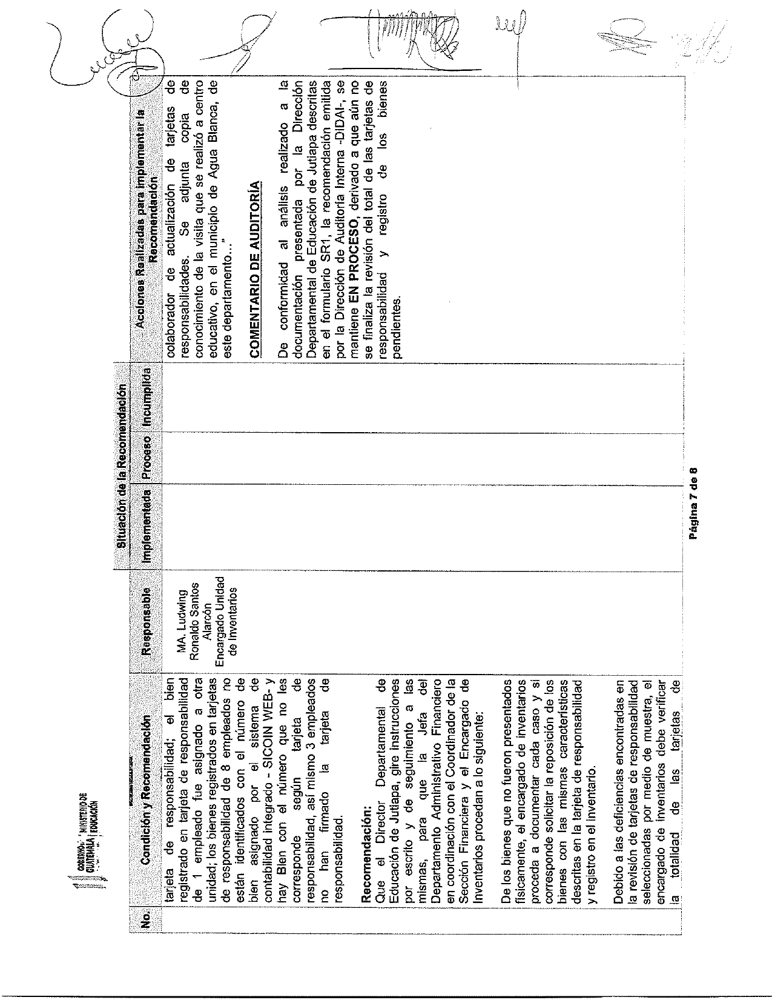 GOBIERNO DE
GUATEMALA
MINISTERIO DE
EDUCACIÓN
Situación de la Recomendación
No.
Condición y Recomendación
Responsable
Implementada
Proceso
Incumplida
Acciones Realizadas para implementar la
Recomendación
tarjeta de responsabilidad; el bien
registrado en tarjeta de responsabilidad
de 1 empleado fue asignado a otra
unidad; los bienes registrados en tarjetas
de responsabilidad de 8 empleados no
están identificados con el número de
bien asignado por el sistema de
contabilidad integrado - SICOIN WEB- y
hay Bien con el número que no les
corresponde según tarjeta de
responsabilidad, así mismo 3 empleados
no han firmado la tarjeta de
responsabilidad.
Recomendación:
Que el Director Departamental de
Educación de Jutiapa, gire instrucciones
por escrito y de seguimiento a las
mismas, para que la Jefa del
Departamento Administrativo Financiero
en coordinación con el Coordinador de la
Sección Financiera y el Encargado de
Inventarios procedan a lo siguiente:
De los bienes que no fueron presentados
físicamente, el encargado de inventarios
proceda a documentar cada caso y si
corresponde solicitar la reposición de los
bienes con las mismas características
descritas en la tarjeta de responsabilidad
y registro en el inventario.
Debido a las deficiencias encontradas en
la revisión de tarjetas de responsabilidad
seleccionadas por medio de muestra, el
encargado de inventarios debe verificar
la totalidad de las tarjetas de
MA. Ludwing
Ronaldo Santos
Alarcón
Encargado Unidad
de Inventarios
colaborador de actualización de tarjetas de
responsabilidades. Se adjunta copia de
conocimiento de la visita que se realizó a centro
educativo, en el municipio de Agua Blanca, de
este departamento..."
COMENTARIO DE AUDITORÍA
De conformidad al análisis realizado a la
documentación presentada por la Dirección
Departamental de Educación de Jutiapa descritas
en el formulario SR1, la recomendación emitida
por la Dirección de Auditoría Interna -DIDAI-, se
mantiene EN PROCESO, derivado a que aún no
se finaliza la revisión del total de las tarjetas de
responsabilidad y registro de los bienes
pendientes.
Página 7 de 8